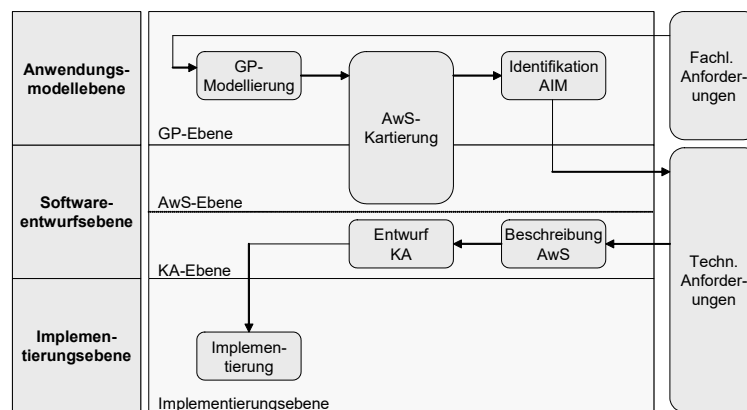 Anwendungs-
modellebene
GP-
Modellierung
AwS-
Kartierung
Identifikation
AIM
Fachl.
Anforder-
ungen
GP-Ebene
Software-
entwurfsebene
AwS-Ebene
Entwurf
KA
Beschreibung
AwS
KA-Ebene
Techn.
Anforder-
ungen
Implemen-
tierungsebene
Implemen-
tierung
Implementierungsebene